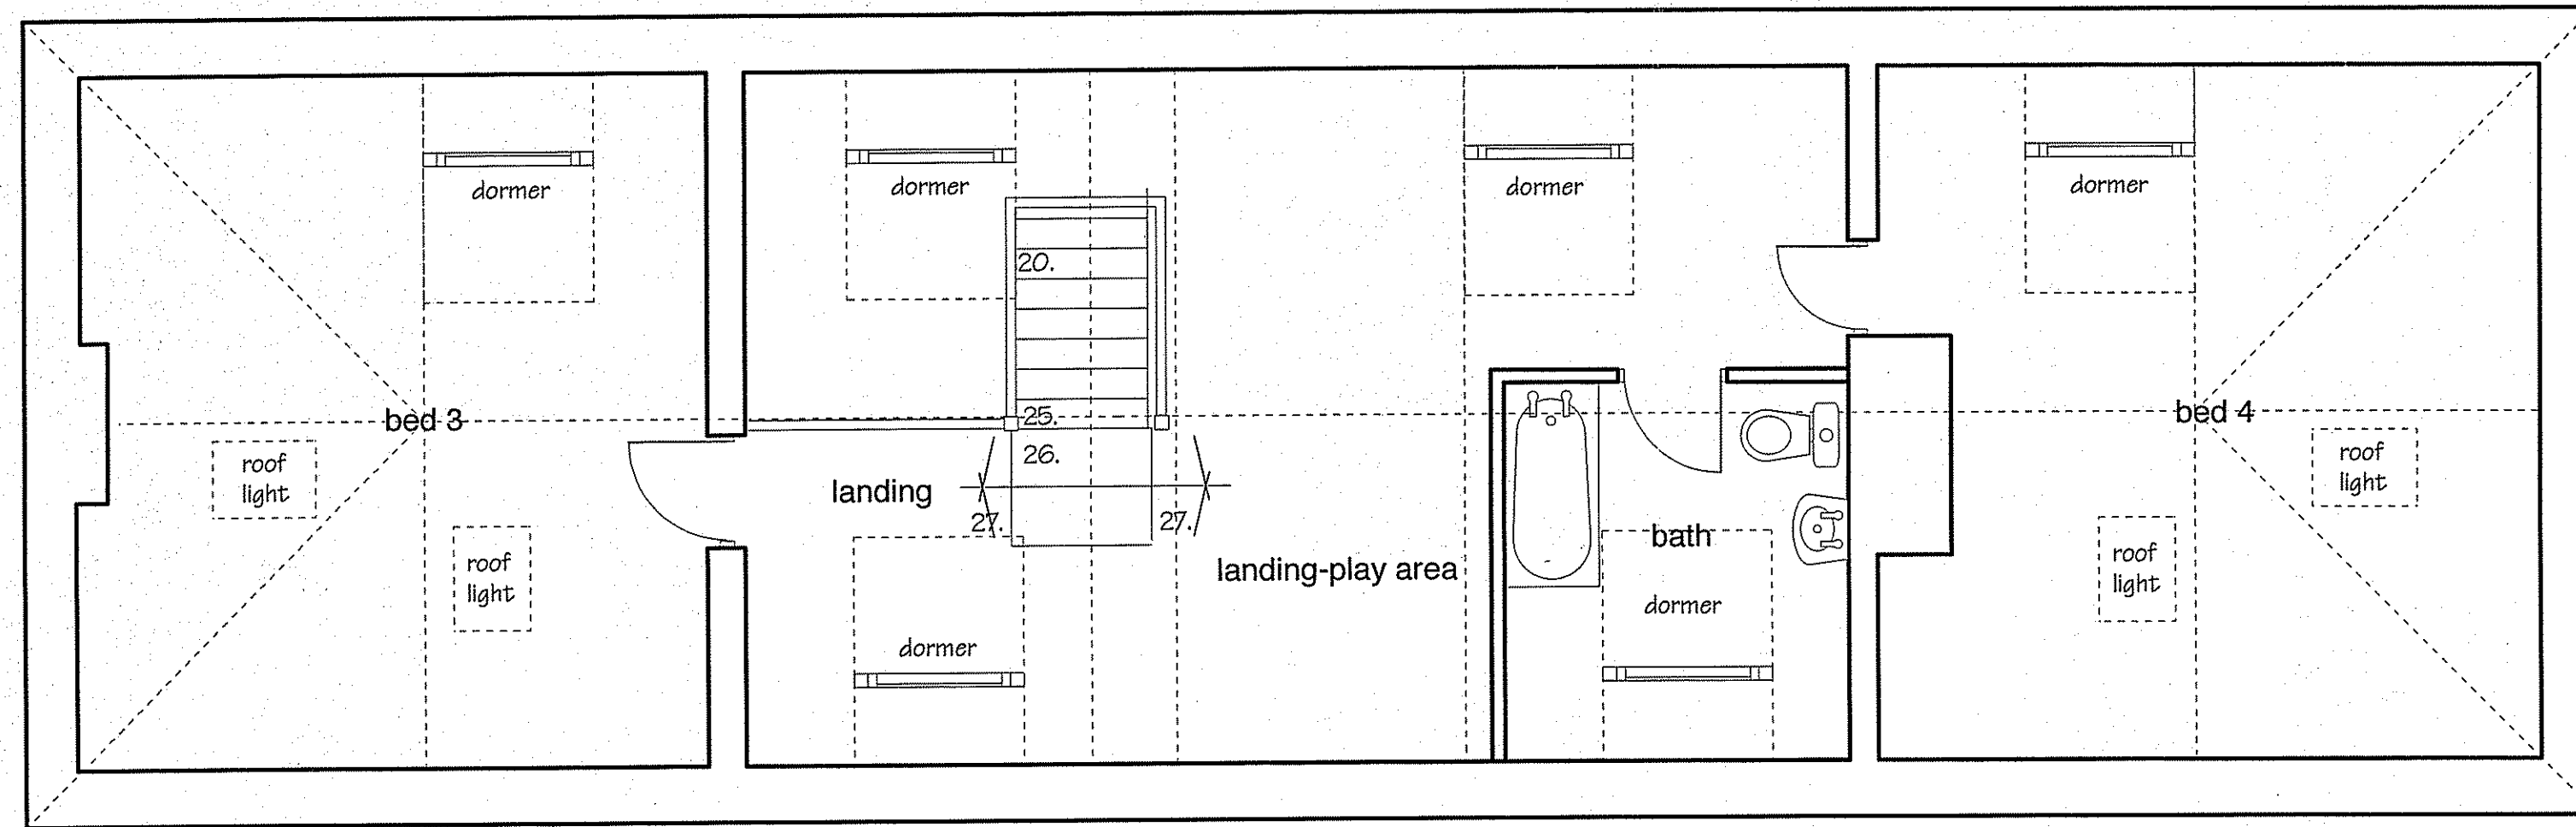 dormer
dormer
dormer
dormer
20.
25.
26.
bed 3
bed 4
roof
light
landing
27.
27.
roof
light
roof
light
landing-play area
bath
dormer
roof
light
dormer